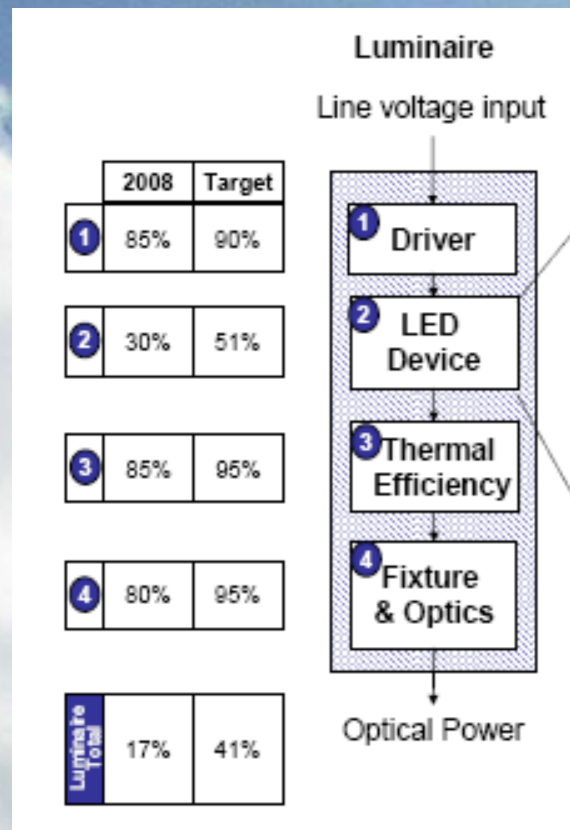 Luminaire
Line voltage input
2008 Target
1 85% 90%
1 Driver
2 30% 51%
2 LED
Device
3 85% 95%
3 Thermal
Efficiency
4 80% 95%
4 Fixture
& Optics
Luminaire
Total
17% 41%
Optical Power